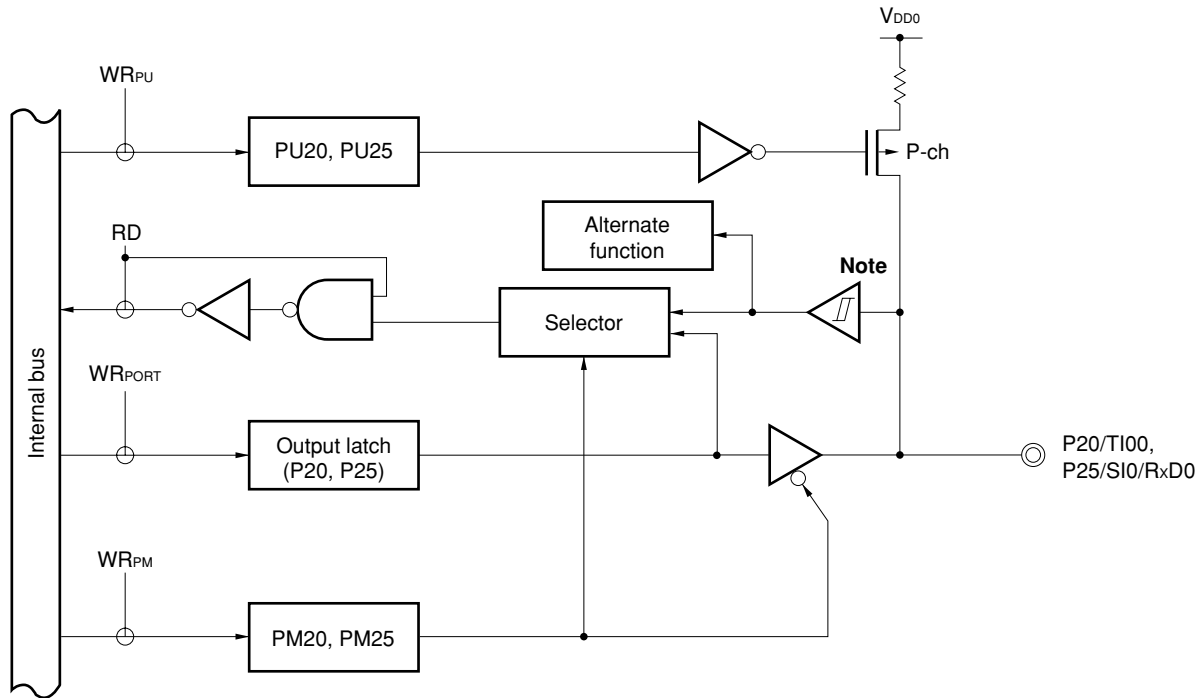 VDD0
WRPU
PU20, PU25
P-ch
Alternate
function
RD
Note
Selector
Internal bus
WRPORT
Output latch
(P20, P25)
P20/TI00,
P25/SI0/RxD0
WRPM
PM20, PM25